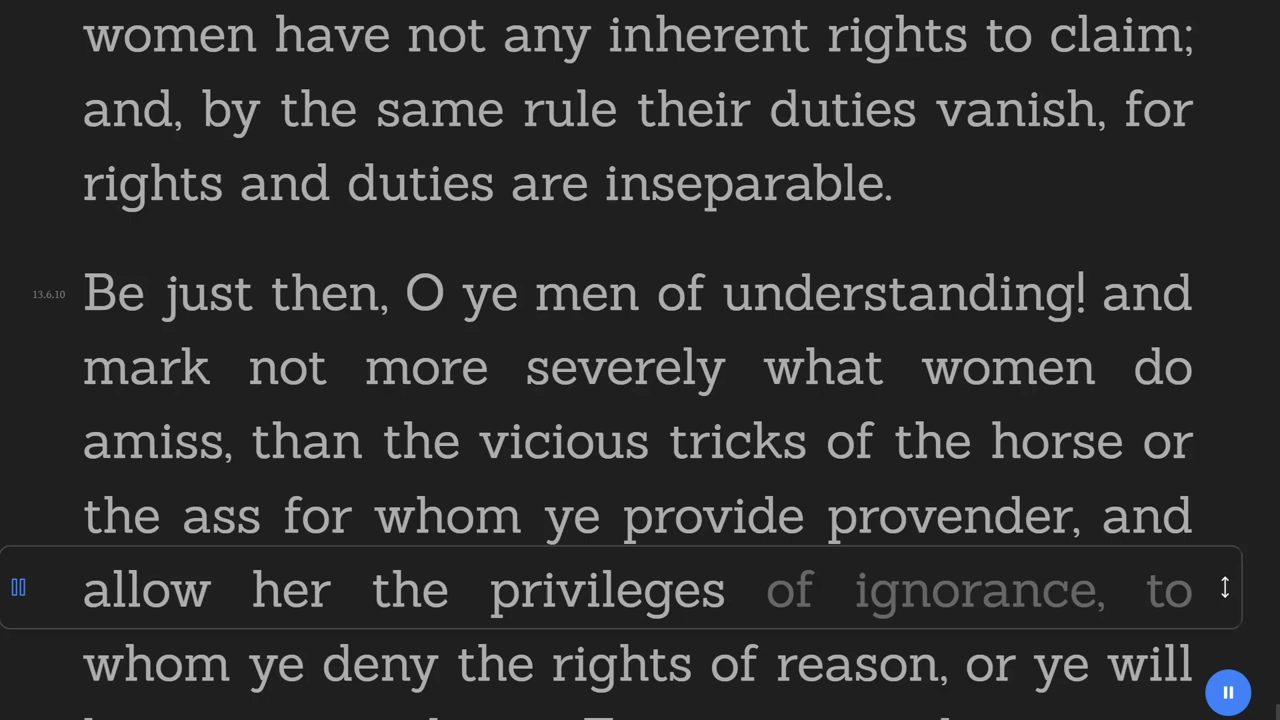 women have not any inherent rights to claim;
and, by the same rule their duties vanish, for
rights and duties are inseparable.
13.6.10
Be just then, O ye men of understanding! and
mark not more severely what women do
amiss, than the vicious tricks of the horse or
the ass for whom ye provide provender, and
allow her the privileges of ignorance, to
whom ye deny the rights of reason, or ye will